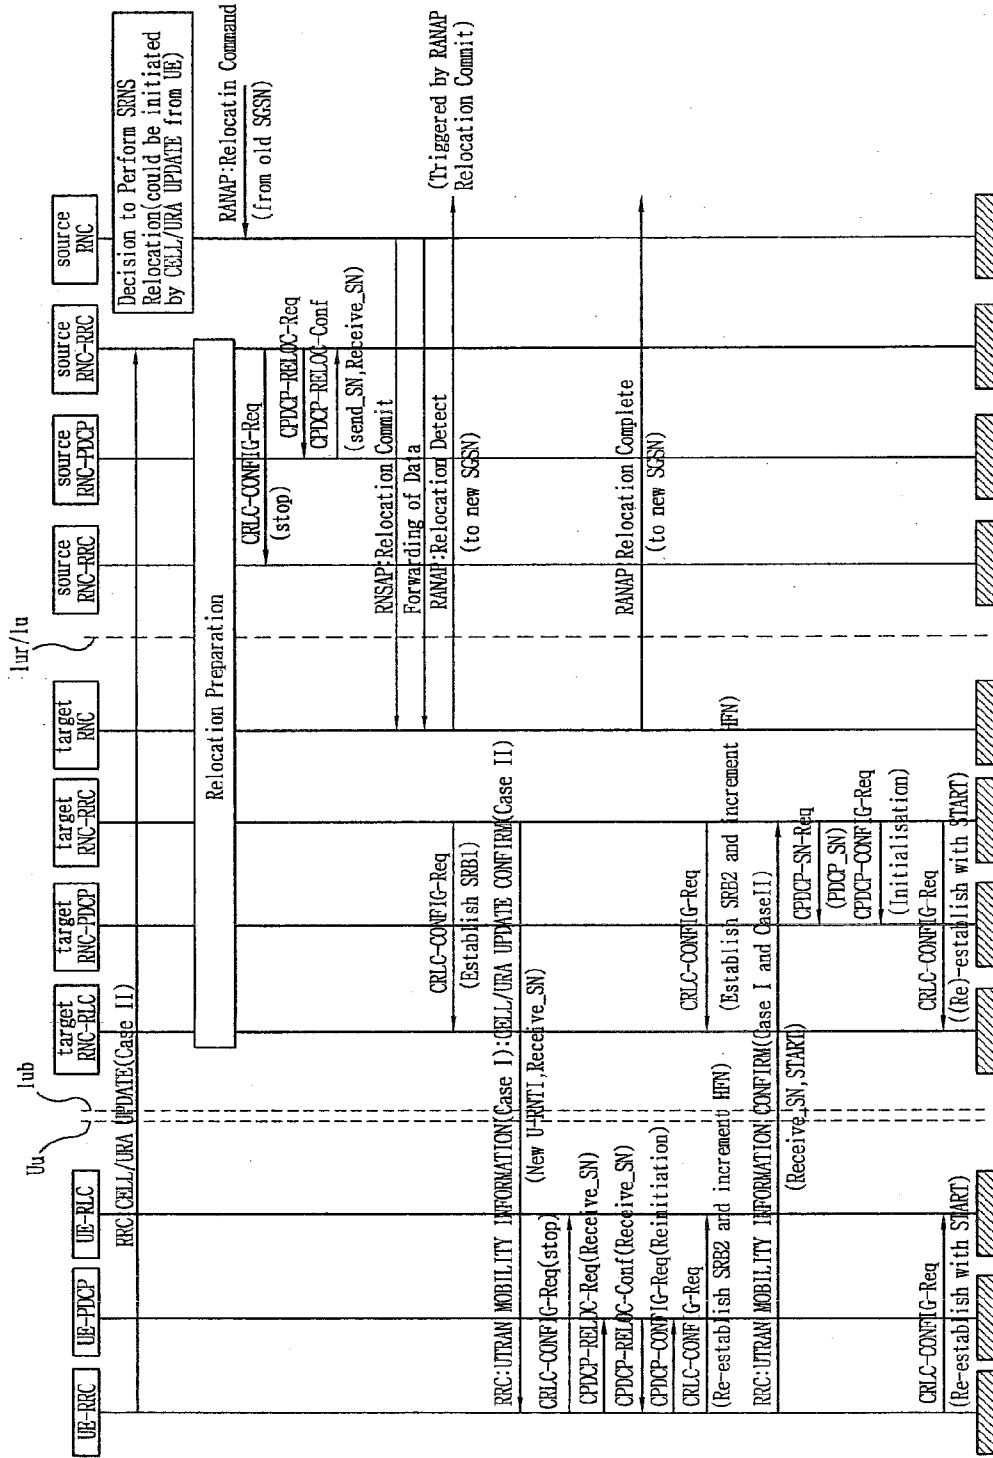 UE-RRC
UE-PDCP
UE-RLC
Uu
Iub
target
RNC-RLC
target
RNC-PDCP
target
RNC-RRC
target
RNC
Iur/Iu
source
RNC-RRC
source
RNC-PDCP
source
RNC-RRC
source
RNC
RRC:CELL/URA UPDATE(Case II)
Decision to Perform SRNS
Relocation(could be initiated
by CELL/URA UPDATE from UE)
Relocation Preparation
RANAP:Relocatin Command
(from old SGSN)
CRLC-CONFIG-Req
(stop)
CPDCP-RELOC-Req
CPDCP-RELOC-Conf
(send_SN,Receive_SN)
RNSAP:Relocation Commit
Forwarding of Data
RANAP:Relocation Detect
(to new SGSN)
(Triggered by RANAP
Relocation Commit)
CRLC-CONFIG-Req
(Establish SRB1)
RRC:UTRAN MOBILITY INFORMATION(Case I):CELL/URA UPDATE CONFIRM(Case II)
(New U-RNTI,Receive_SN)
CRLC-CONFIG-Req(stop)
CPDCP-RELOC-Req(Receive_SN)
CPDCP-RELOC-Conf(Receive_SN)
CPDCP-CONFIG-Req(Reinitiation)
CRLC-CONFIG-Req
(Re-establish SRB2 and increment HFN)
CRLC-CONFIG-Req
(Establish SRB2 and increment HFN)
RANAP:Relocation Complete
(to new SGSN)
RRC:UTRAN MOBILITY INFORMATION CONFIRM(Case I and CaseII)
(Receive_SN,START)
CPDCP-SN-Req
(PDCP_SN)
CPDCP-CONFIG-Req
(Initialisation)
CRLC-CONFIG-Req
(Re-establish with START)
CRLC-CONFIG-Req
((Re)-establish with START)